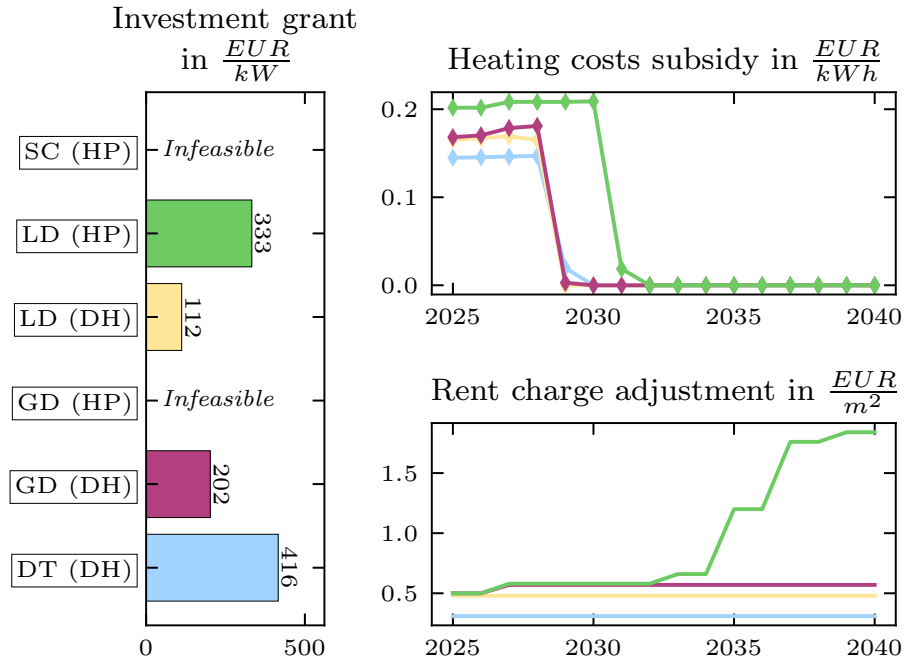 Investment grant
in EUR/kW
SC (HP)
Infeasible
LD (HP)
333
LD (DH)
112
GD (HP)
Infeasible
GD (DH)
202
DT (DH)
416
0
500
Heating costs subsidy in EUR/kWh
0.2
0.1
0.0
2025
2030
2035
2040
Rent charge adjustment in EUR/m²
1.5
1.0
0.5
2025
2030
2035
2040